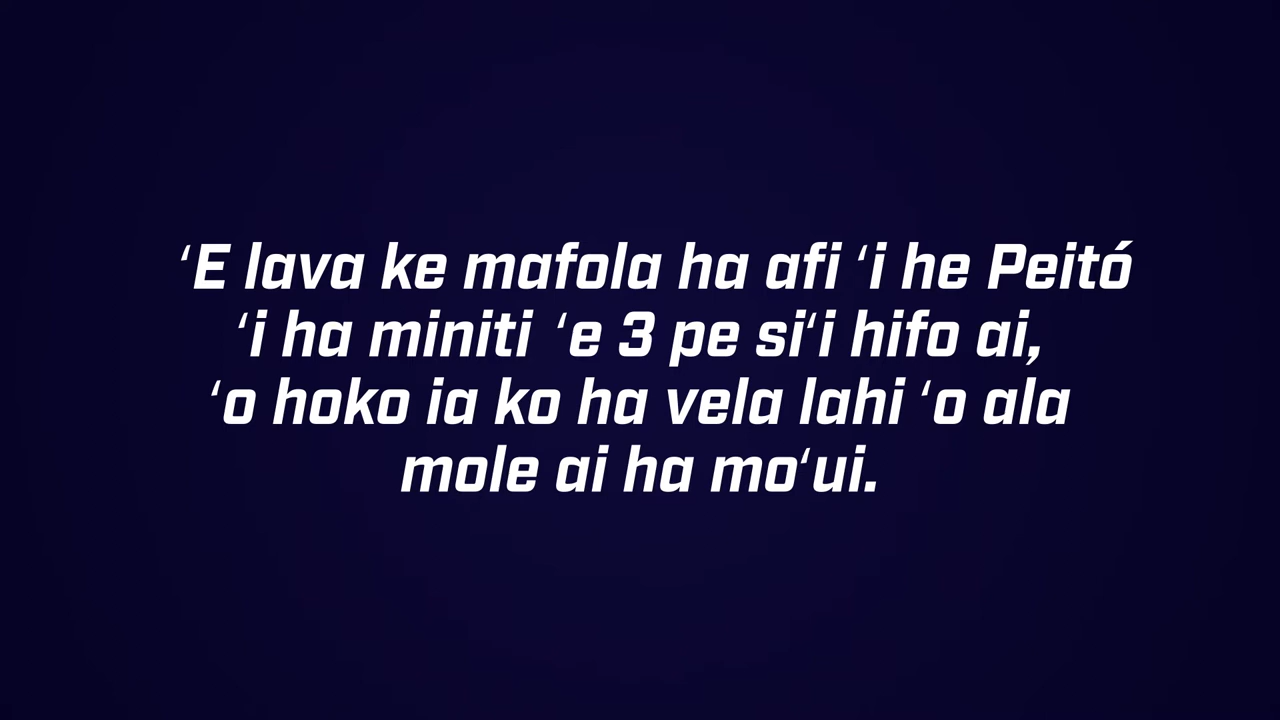 ʻE lava ke mafola ha afi ʻi he Peitó
ʻi ha miniti ʻe 3 pe siʻi hifo ai,
ʻo hoko ia ko ha vela lahi ʻo ala
mole ai ha moʻui.